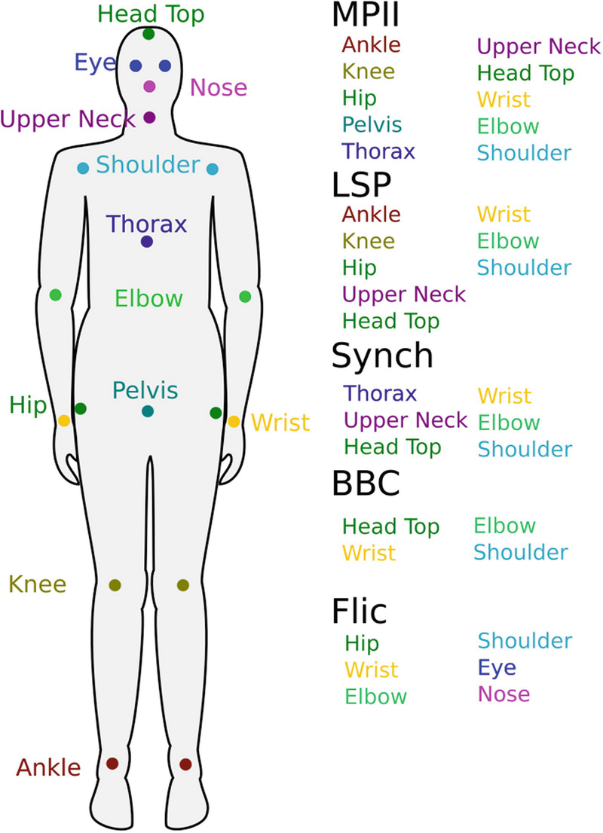 Head Top
Eye
Nose
Upper Neck
Shoulder
Thorax
Elbow
Pelvis
Hip
Wrist
Knee
Ankle
MPII
Ankle Upper Neck
Knee Head Top
Hip Wrist
Pelvis Elbow
Thorax Shoulder
LSP
Ankle Wrist
Knee Elbow
Hip Shoulder
Upper Neck
Head Top
Synch
Thorax Wrist
Upper Neck Elbow
Head Top Shoulder
BBC
Head Top Elbow
Wrist Shoulder
Flic
Hip Shoulder
Wrist Eye
Elbow Nose